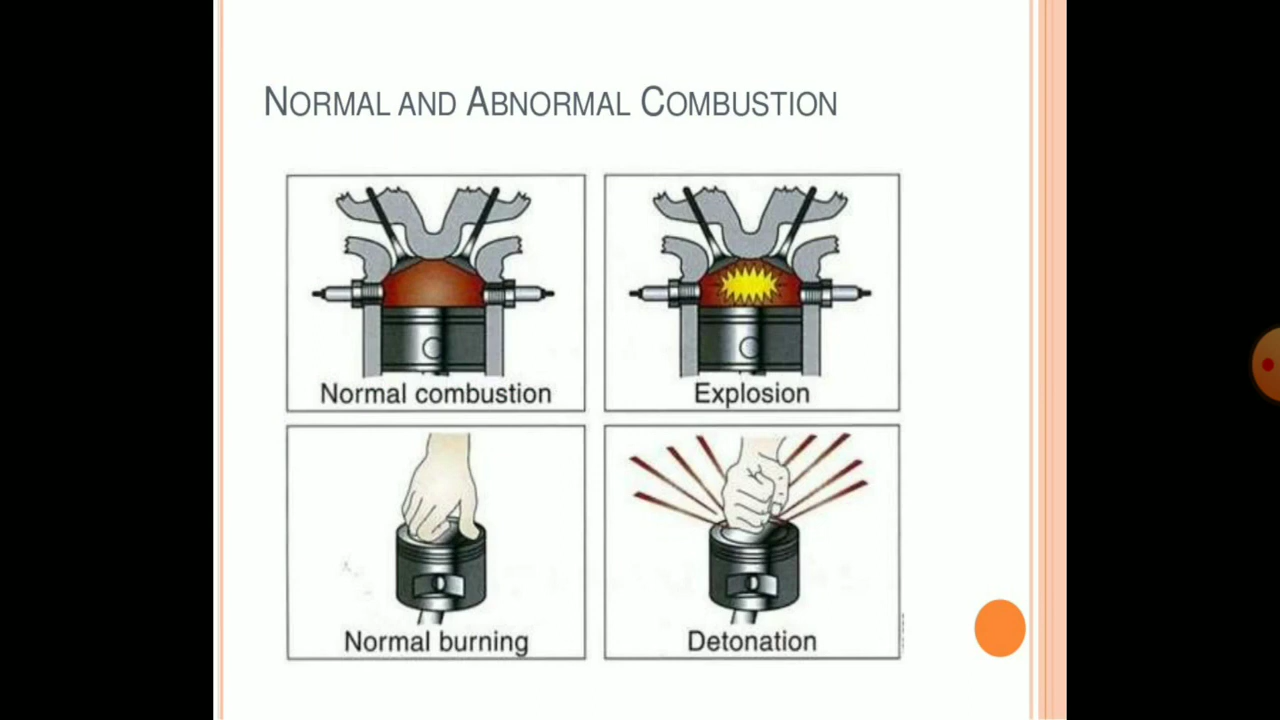 NORMAL AND ABNORMAL COMBUSTION
Normal combustion
Explosion
Normal burning
Detonation